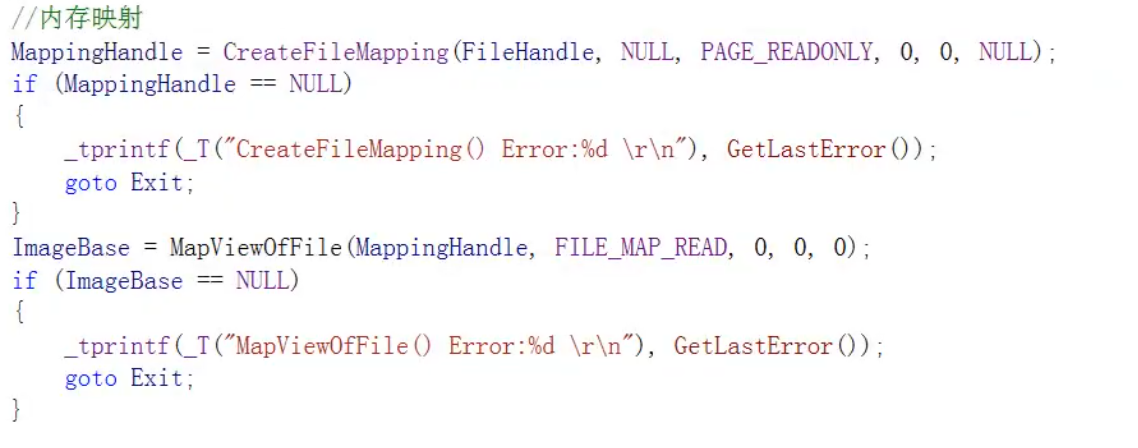 //内存映射
MappingHandle = CreateFileMapping(FileHandle, NULL, PAGE_READONLY, 0, 0, NULL);
if (MappingHandle == NULL)
{
    _tprintf(_T("CreateFileMapping() Error:%d \r\n"), GetLastError());
    goto Exit;
}
ImageBase = MapViewOfFile(MappingHandle, FILE_MAP_READ, 0, 0, 0);
if (ImageBase == NULL)
{
    _tprintf(_T("MapViewOfFile() Error:%d \r\n"), GetLastError());
    goto Exit;
}